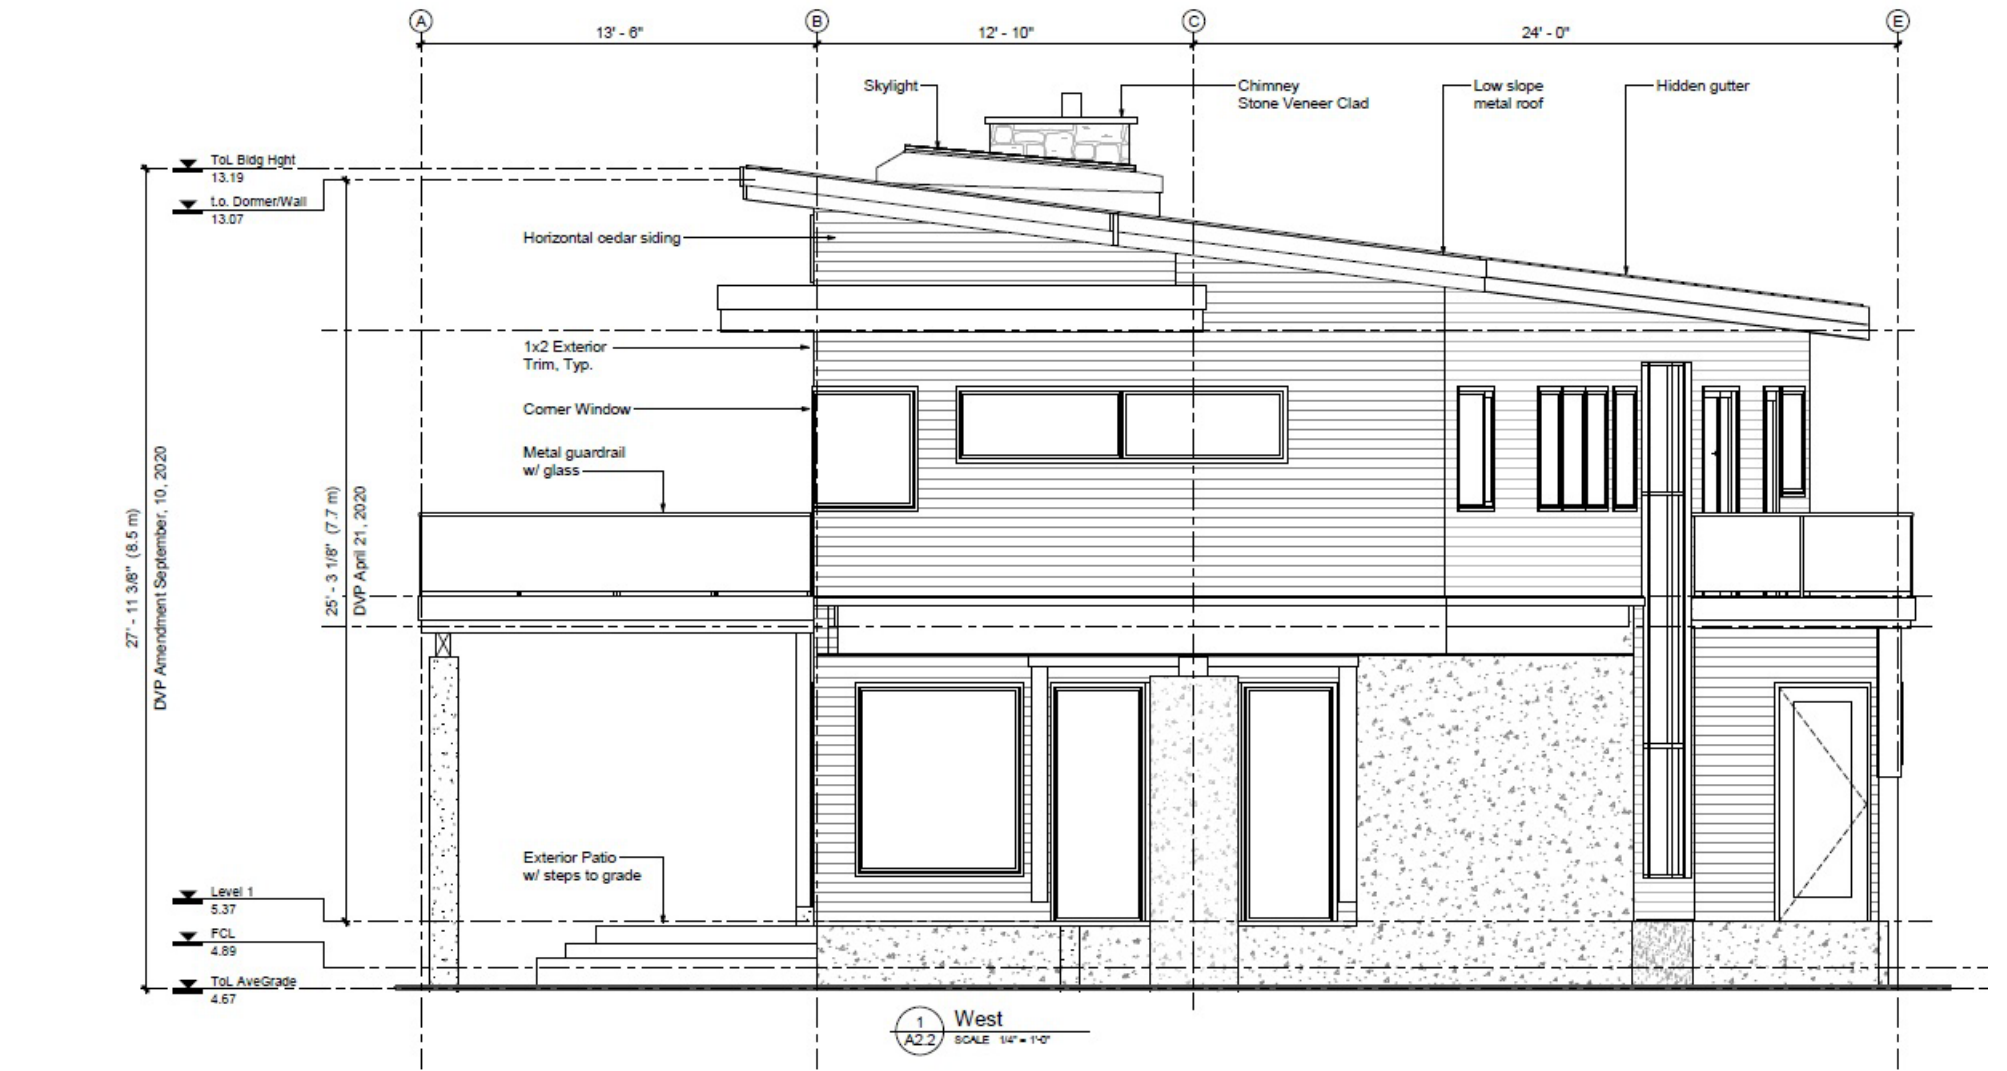 A B C E
13' - 6" 12' - 10" 24' - 0"
Skylight
Chimney
Stone Veneer Clad
Low slope
metal roof
Hidden gutter
ToL Bldg Hght
13.19
t.o. Dormer/Wall
13.07
Horizontal cedar siding
1x2 Exterior
Trim, Typ.
Corner Window
Metal guardrail
w/ glass
27' - 11 3/8" (8.5 m)
DVP Amendment September, 10, 2020
25' - 3 1/8" (7.7 m)
DVP April 21, 2020
Exterior Patio
w/ steps to grade
Level 1
5.37
FCL
4.89
ToL AveGrade
4.67
1
A2.2
West
SCALE 1/4" = 1'-0"